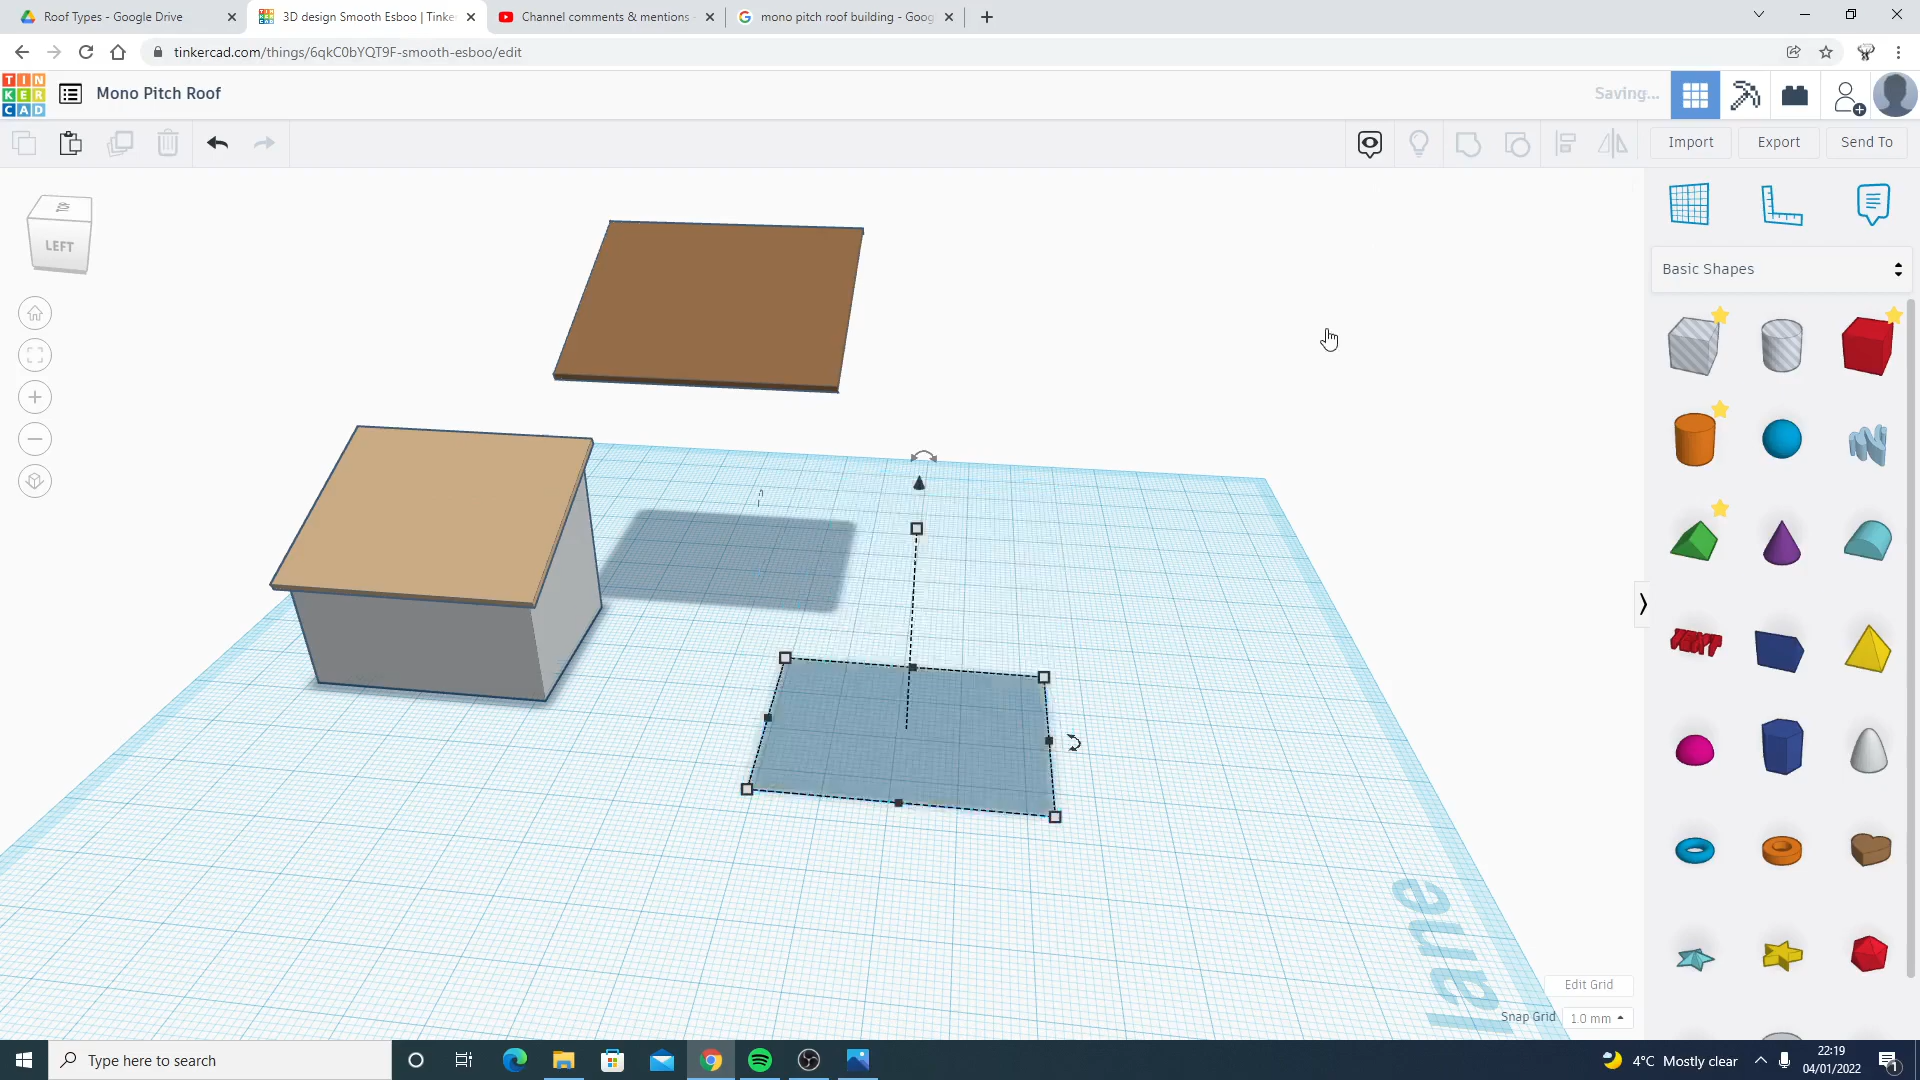 Roof Types - Google Drive
3D design Smooth Esboo | Tinke
Channel comments & mentions
mono pitch roof building - Goog
tinkercad.com/things/6qkC0bYQT9F-smooth-esboo/edit
TIN
KER
CAD
Mono Pitch Roof
Saving...
Import
Export
Send To
TOP
LEFT
Basic Shapes
TEXT
Edit Grid
Snap Grid
1.0 mm
Type here to search
4°C Mostly clear
22:19
04/01/2022
1